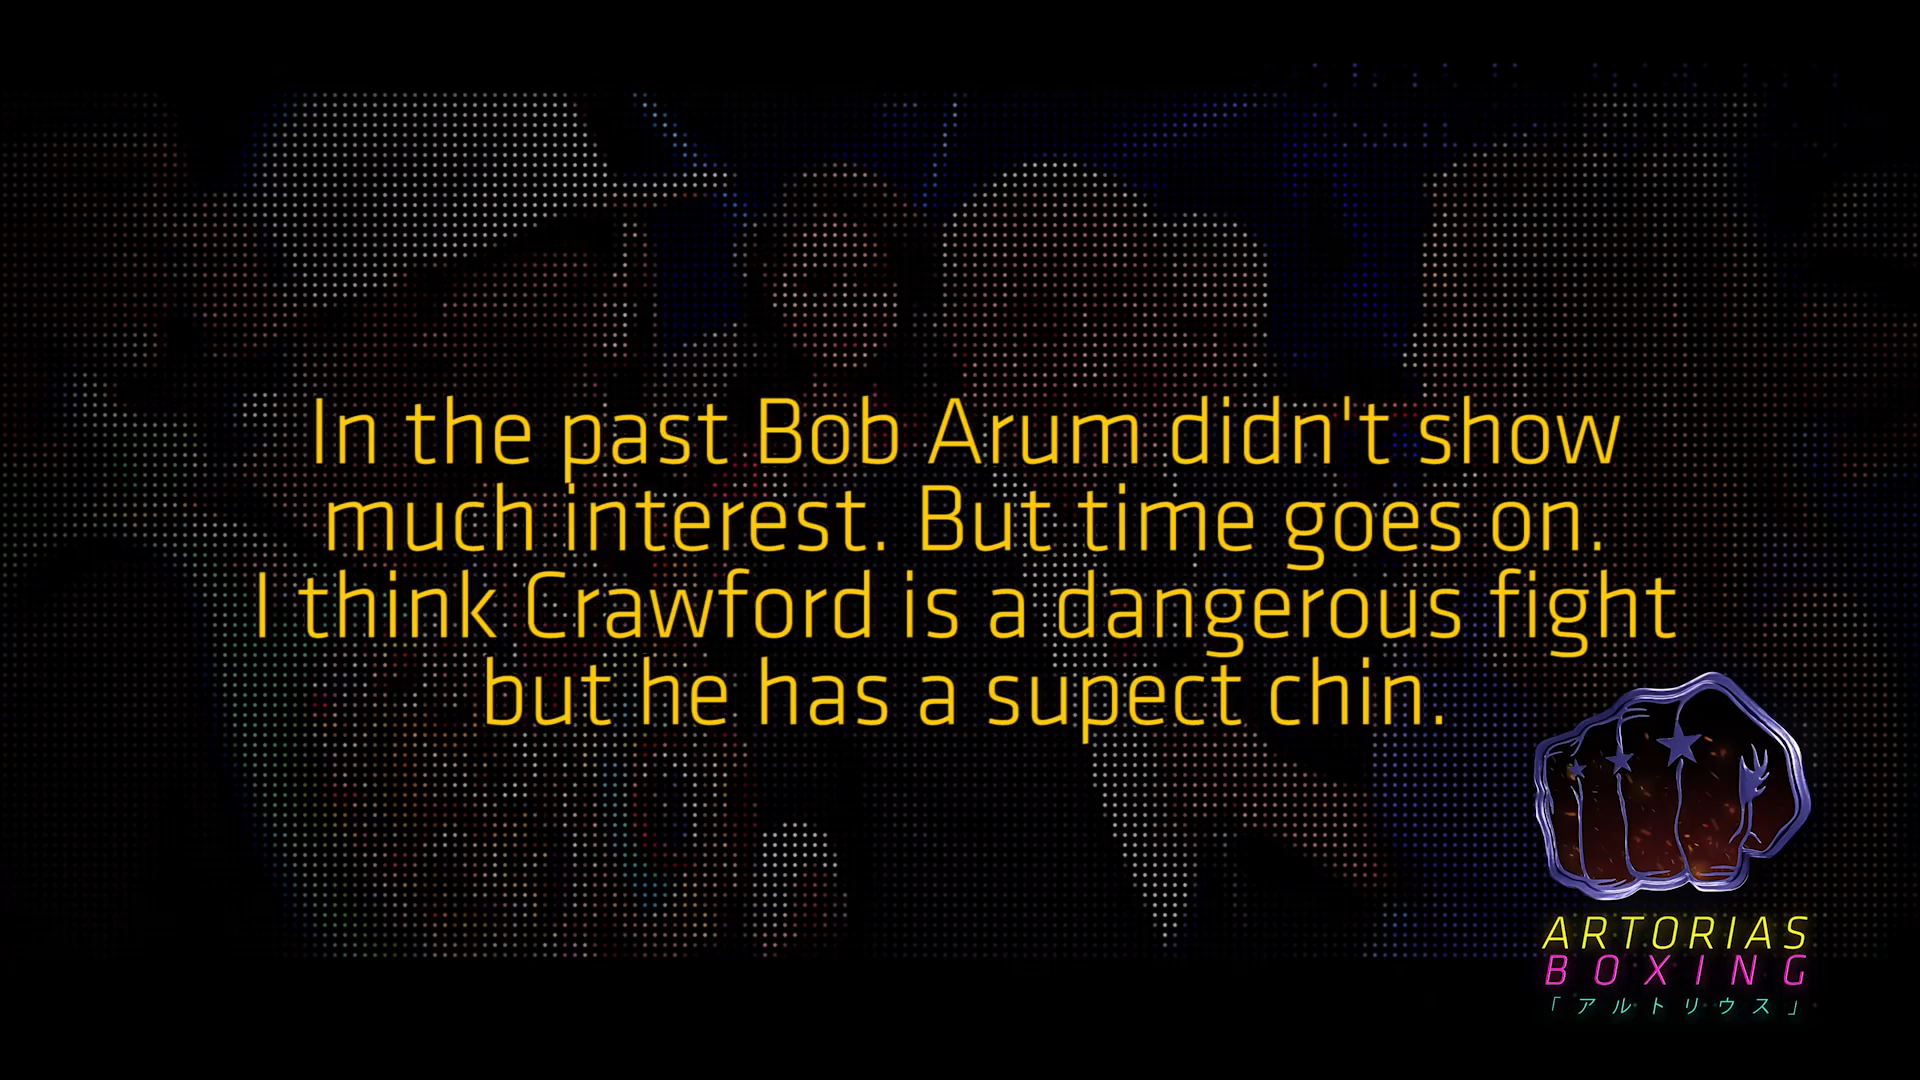 In the past Bob Arum didn't show
much interest. But time goes on.
I think Crawford is a dangerous fight
but he has a supect chin.
ARTORIAS
BOXING
「アルトリウス」